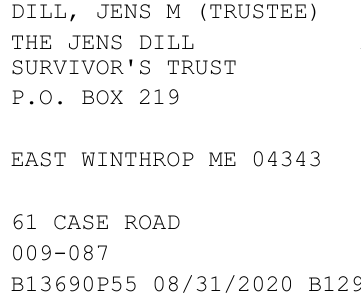 DILL, JENS M (TRUSTEE)
THE JENS DILL
SURVIVOR'S TRUST
P.O. BOX 219
EAST WINTHROP ME 04343
61 CASE ROAD
009-087
B13690P55 08/31/2020 B129